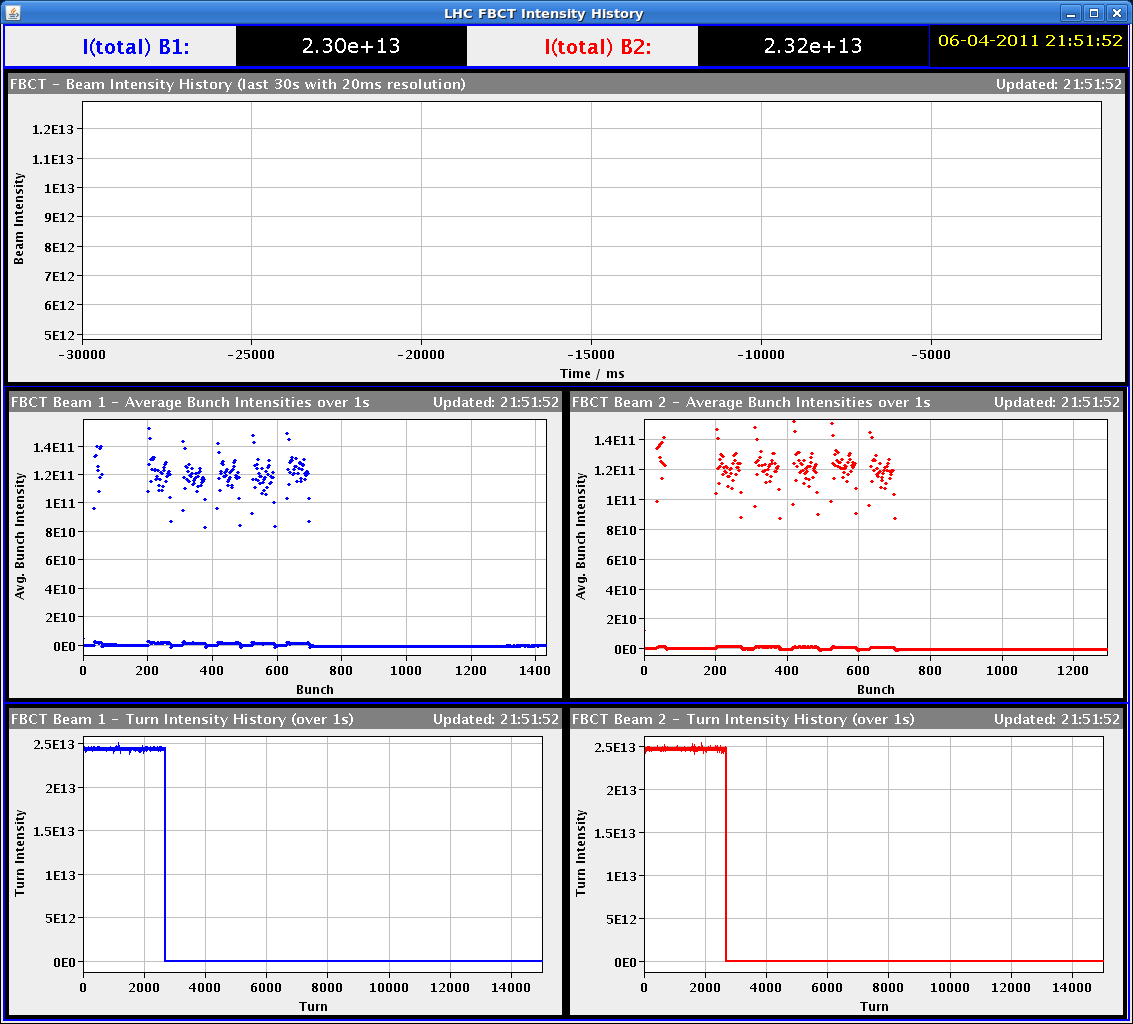 LHC FBCT Intensity History
I(total) B1: 2.30e+13 I(total) B2: 2.32e+13 06-04-2011 21:51:52
FBCT - Beam Intensity History (last 30s with 20ms resolution) Updated: 21:51:52
1.2E13
1.1E13
1E13
9E12
8E12
7E12
6E12
5E12
Beam Intensity
-30000 -25000 -20000 -15000 -10000 -5000
Time / ms
FBCT Beam 1 - Average Bunch Intensities over 1s Updated: 21:51:52
1.4E11
1.2E11
1E11
8E10
6E10
4E10
2E10
0E0
Avg. Bunch Intensity
0 200 400 600 800 1000 1200 1400
Bunch
FBCT Beam 2 - Average Bunch Intensities over 1s Updated: 21:51:52
1.4E11
1.2E11
1E11
8E10
6E10
4E10
2E10
0E0
Avg. Bunch Intensity
0 200 400 600 800 1000 1200
Bunch
FBCT Beam 1 - Turn Intensity History (over 1s) Updated: 21:51:52
2.5E13
2E13
1.5E13
1E13
5E12
0E0
Turn Intensity
0 2000 4000 6000 8000 10000 12000 14000
Turn
FBCT Beam 2 - Turn Intensity History (over 1s) Updated: 21:51:52
2.5E13
2E13
1.5E13
1E13
5E12
0E0
Turn Intensity
0 2000 4000 6000 8000 10000 12000 14000
Turn